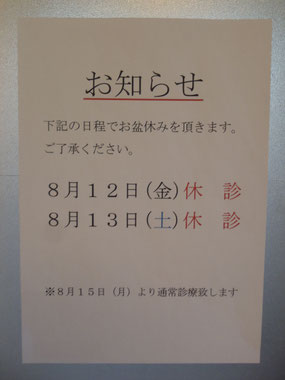 お知らせ
下記の日程でお盆休みを頂きます。
ご了承ください。
８月１２日(金)休　診
８月１３日(土)休　診
※８月１５日（月）より通常診療致します